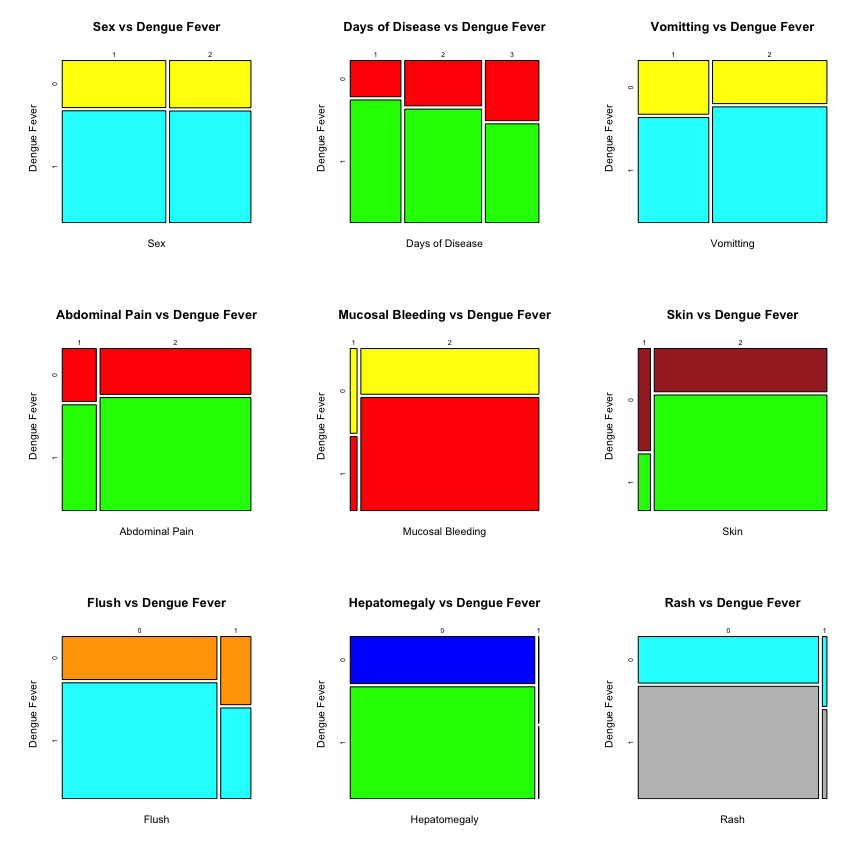 Sex vs Dengue Fever
1 2
0
1
Dengue Fever
Sex
Days of Disease vs Dengue Fever
1 2 3
0
1
Dengue Fever
Days of Disease
Vomitting vs Dengue Fever
1 2
0
1
Dengue Fever
Vomitting
Abdominal Pain vs Dengue Fever
1 2
0
1
Dengue Fever
Abdominal Pain
Mucosal Bleeding vs Dengue Fever
1 2
0
1
Dengue Fever
Mucosal Bleeding
Skin vs Dengue Fever
1 2
0
1
Dengue Fever
Skin
Flush vs Dengue Fever
0 1
0
1
Dengue Fever
Flush
Hepatomegaly vs Dengue Fever
0 1
0
1
Dengue Fever
Hepatomegaly
Rash vs Dengue Fever
0 1
0
1
Dengue Fever
Rash